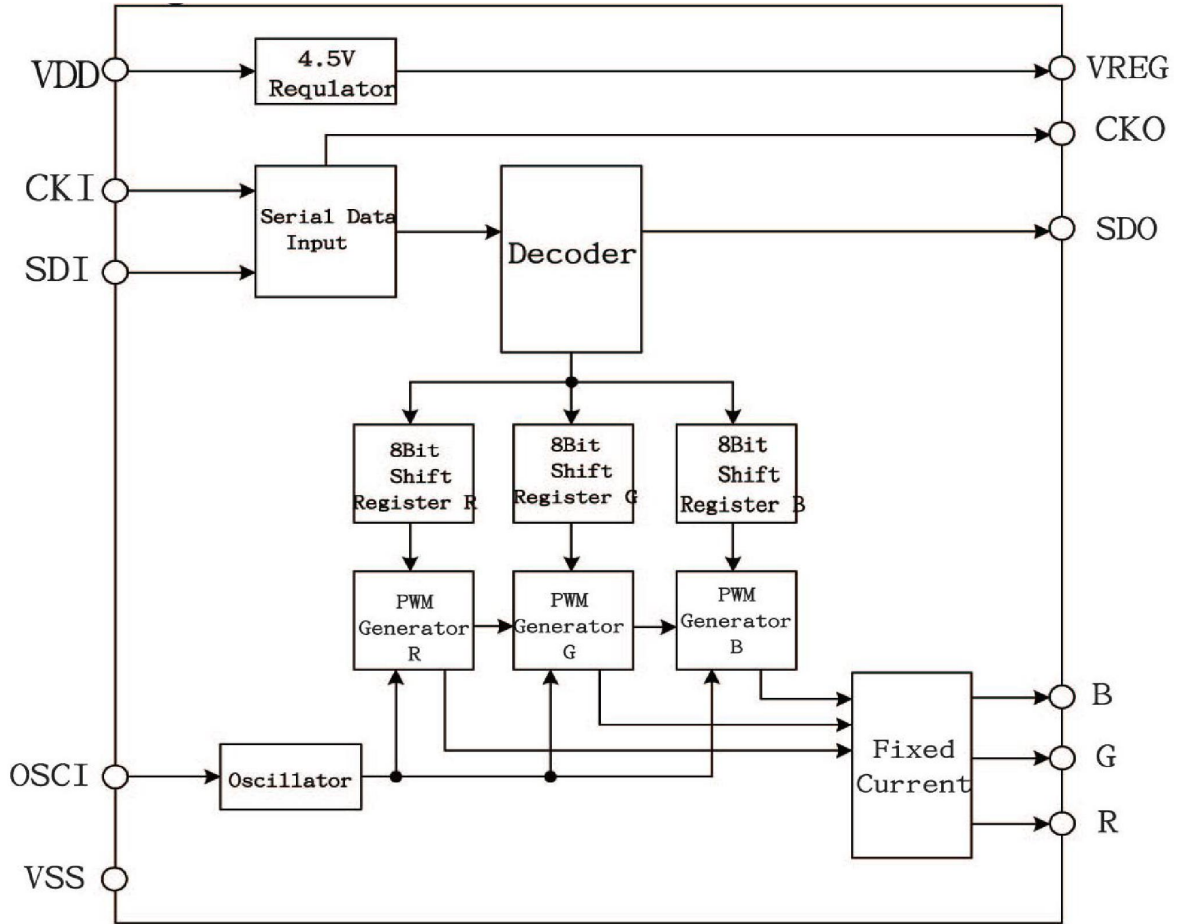 VDD
4.5V
Requlator
VREG
CKO
CKI
Serial Data
Input
Decoder
SDO
SDI
8Bit
Shift
Register R
8Bit
Shift
Register G
8Bit
Shift
Register B
PWM
Generator
R
PWM
Generator
G
PWM
Generator
B
B
Fixed
Current
G
OSCI
Oscillator
R
VSS